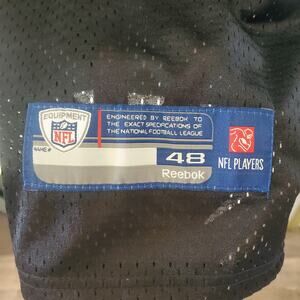 EQUIPMENT
NFL
ENGINEERED BY REEBOK TO
THE EXACT SPECIFICATIONS OF
THE NATIONAL FOOTBALL LEAGUE
NAME#
48
Reebok
NFL PLAYERS